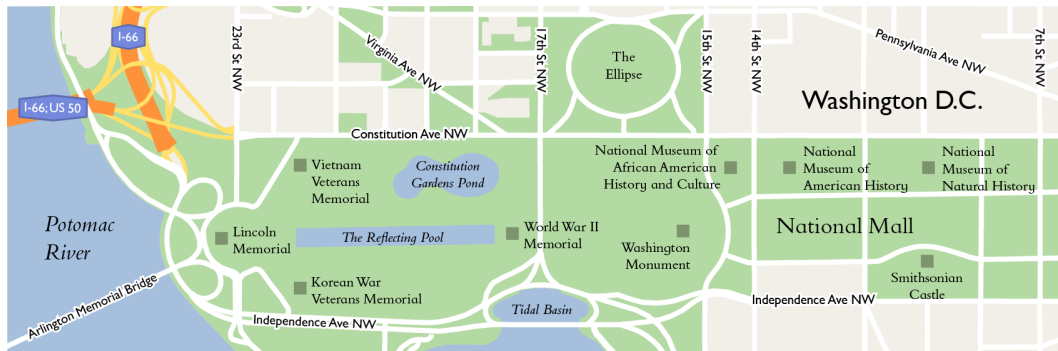 I-66
I-66; US 50
23rd St NW
Virginia Ave NW
17th St NW
The
Ellipse
15th St NW
14th St NW
Pennsylvania Ave NW
7th St NW
Washington D.C.
Constitution Ave NW
Vietnam
Veterans
Memorial
Constitution
Gardens Pond
National Museum of
African American
History and Culture
National
Museum of
American History
National
Museum of
Natural History
Potomac
River
Lincoln
Memorial
The Reflecting Pool
World War II
Memorial
Washington
Monument
National Mall
Smithsonian
Castle
Korean War
Veterans Memorial
Arlington Memorial Bridge
Independence Ave NW
Tidal Basin
Independence Ave NW